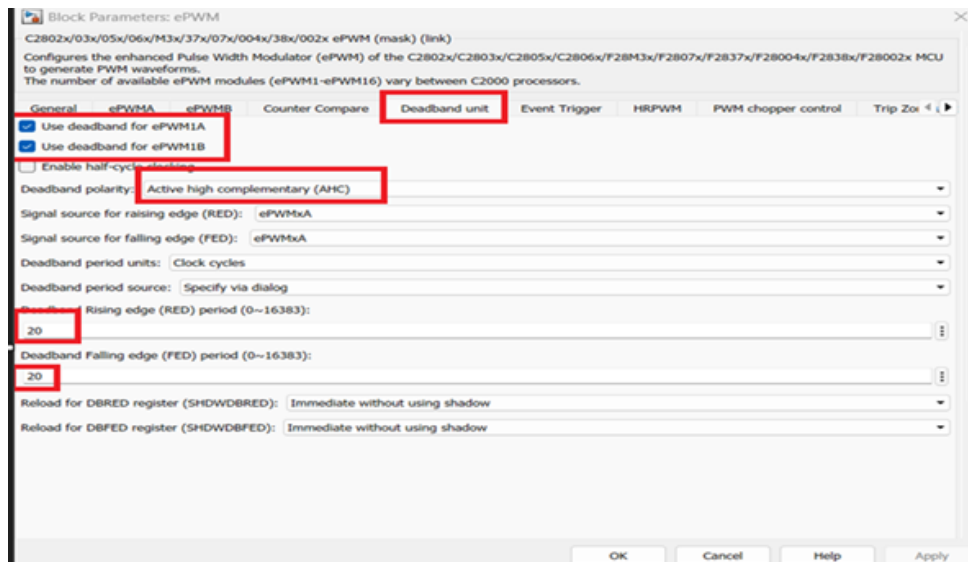 Block Parameters: ePWM
C2802x/03x/05x/06x/M3x/37x/07x/004x/38x/002x ePWM (mask) (link)
Configures the enhanced Pulse Width Modulator (ePWM) of the C2802x/C2803x/C2805x/C2806x/F28M3x/F2807x/F2837x/F28004x/F2838x/F28002x MCU
to generate PWM waveforms.
The number of available ePWM modules (ePWM1-ePWM16) vary between C2000 processors.
General ePWMA ePWMB Counter Compare Deadband unit Event Trigger HRPWM PWM chopper control Trip Zo
Use deadband for ePWM1A
Use deadband for ePWM1B
Enable half-cycle clocking
Deadband polarity: Active high complementary (AHC)
Signal source for raising edge (RED): ePWMxA
Signal source for falling edge (FED): ePWMxA
Deadband period units: Clock cycles
Deadband period source: Specify via dialog
Deadband Rising edge (RED) period (0~16383):
20
Deadband Falling edge (FED) period (0~16383):
20
Reload for DBRED register (SHDWDBRED): Immediate without using shadow
Reload for DBFED register (SHDWDBFED): Immediate without using shadow
OK Cancel Help Apply